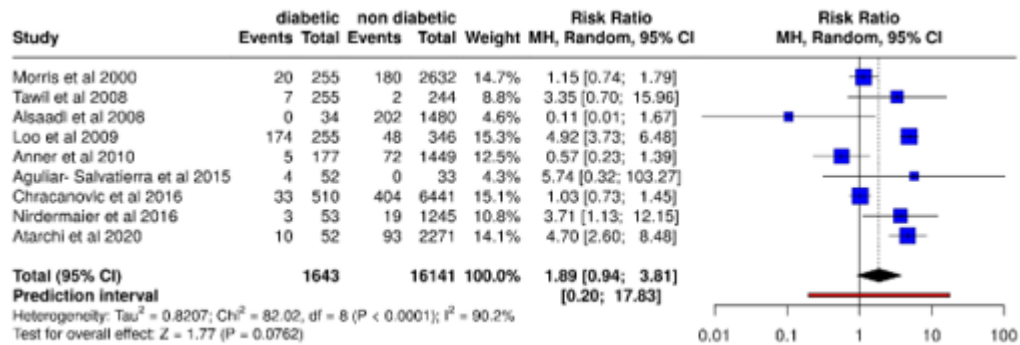 diabetic non diabetic Risk Ratio Risk Ratio
Study Events Total Events Total Weight MH, Random, 95% CI MH, Random, 95% CI
Morris et al 2000 20 255 180 2632 14.7% 1.15 [0.74; 1.79]
Tawil et al 2008 7 255 2 244 8.8% 3.35 [0.70; 15.96]
Alsaadi et al 2008 0 34 202 1480 4.6% 0.11 [0.01; 1.67]
Loo et al 2009 174 255 48 346 15.3% 4.92 [3.73; 6.48]
Anner et al 2010 5 177 72 1449 12.5% 0.57 [0.23; 1.39]
Aguliar- Salvatierra et al 2015 4 52 0 33 4.3% 5.74 [0.32; 103.27]
Chracanovic et al 2016 33 510 404 6441 15.1% 1.03 [0.73; 1.45]
Nirdermaier et al 2016 3 53 19 1245 10.8% 3.71 [1.13; 12.15]
Atarchi et al 2020 10 52 93 2271 14.1% 4.70 [2.60; 8.48]
Total (95% CI) 1643 16141 100.0% 1.89 [0.94; 3.81]
Prediction interval [0.20; 17.83]
Heterogeneity: Tau² = 0.8207; Chi² = 82.02, df = 8 (P < 0.0001); I² = 90.2%
Test for overall effect: Z = 1.77 (P = 0.0762)
0.01 0.1 1 10 100